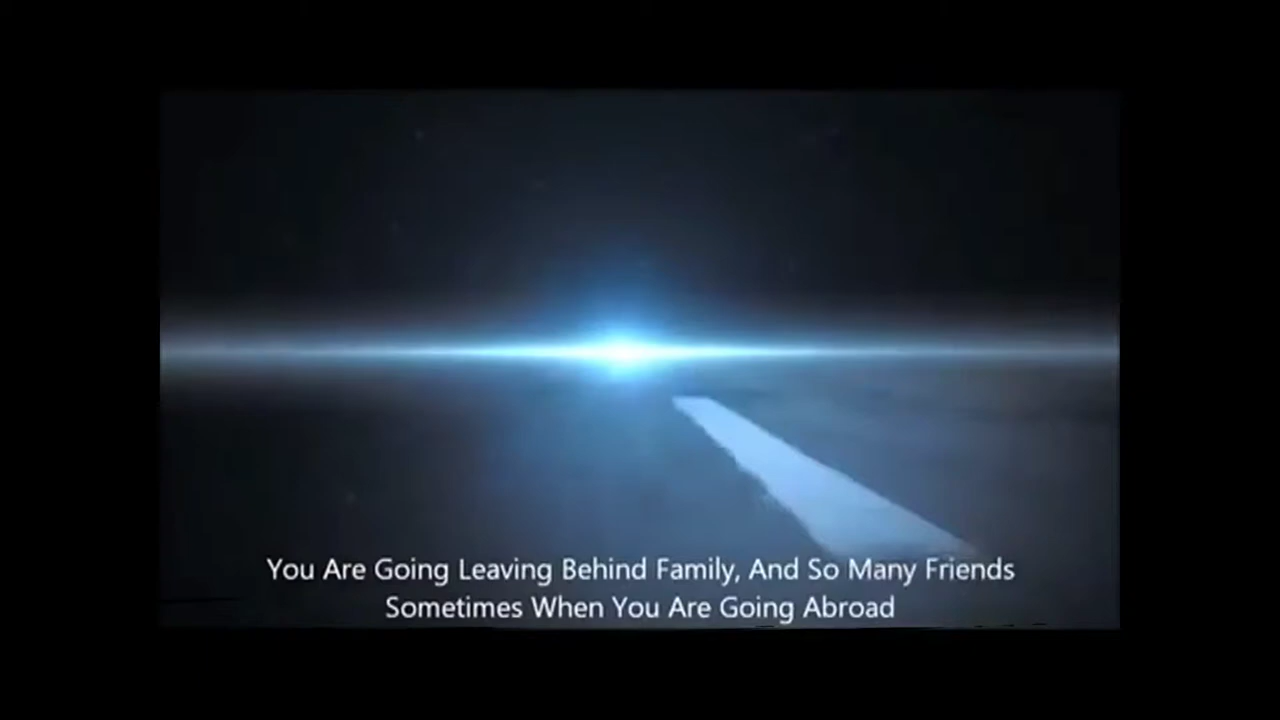 You Are Going Leaving Behind Family, And So Many Friends
Sometimes When You Are Going Abroad